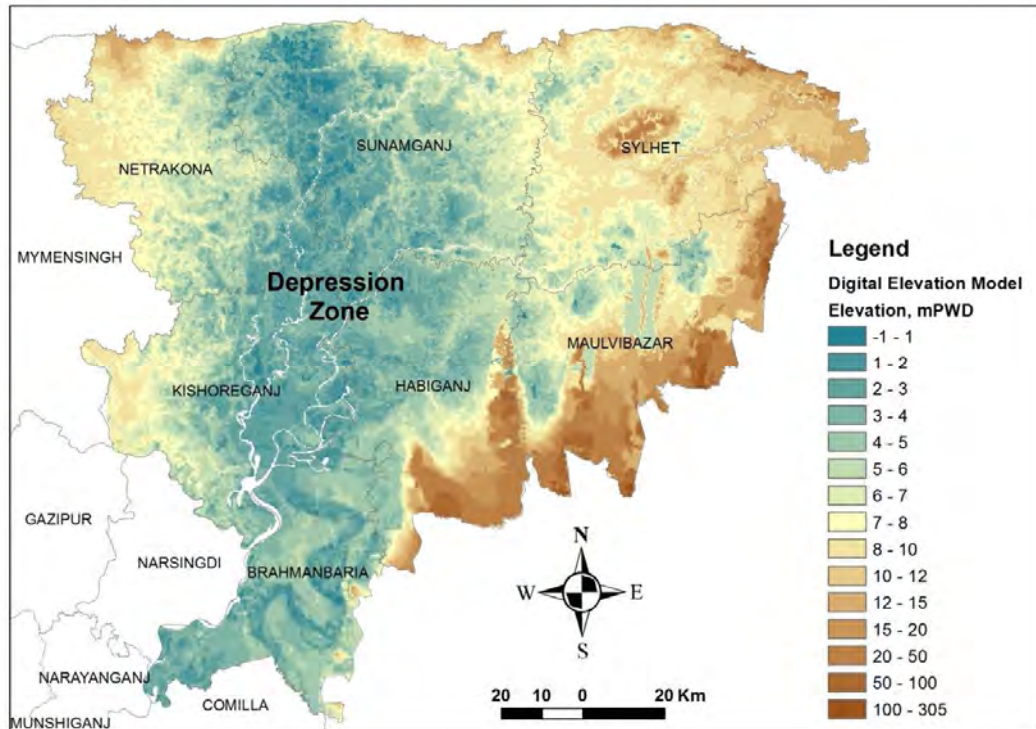 SUNAMGANJ
SYLHET
NETRAKONA
MYMENSINGH
Depression
Zone
MAULVIBAZAR
KISHOREGANJ
HABIGANJ
GAZIPUR
NARSINGDI
BRAHMANBARIA
NARAYANGANJ
COMILLA
MUNSHIGANJ
N
W
E
S
20 10 0 20 Km
Legend
Digital Elevation Model
Elevation, mPWD
-1 - 1
1 - 2
2 - 3
3 - 4
4 - 5
5 - 6
6 - 7
7 - 8
8 - 10
10 - 12
12 - 15
15 - 20
20 - 50
50 - 100
100 - 305